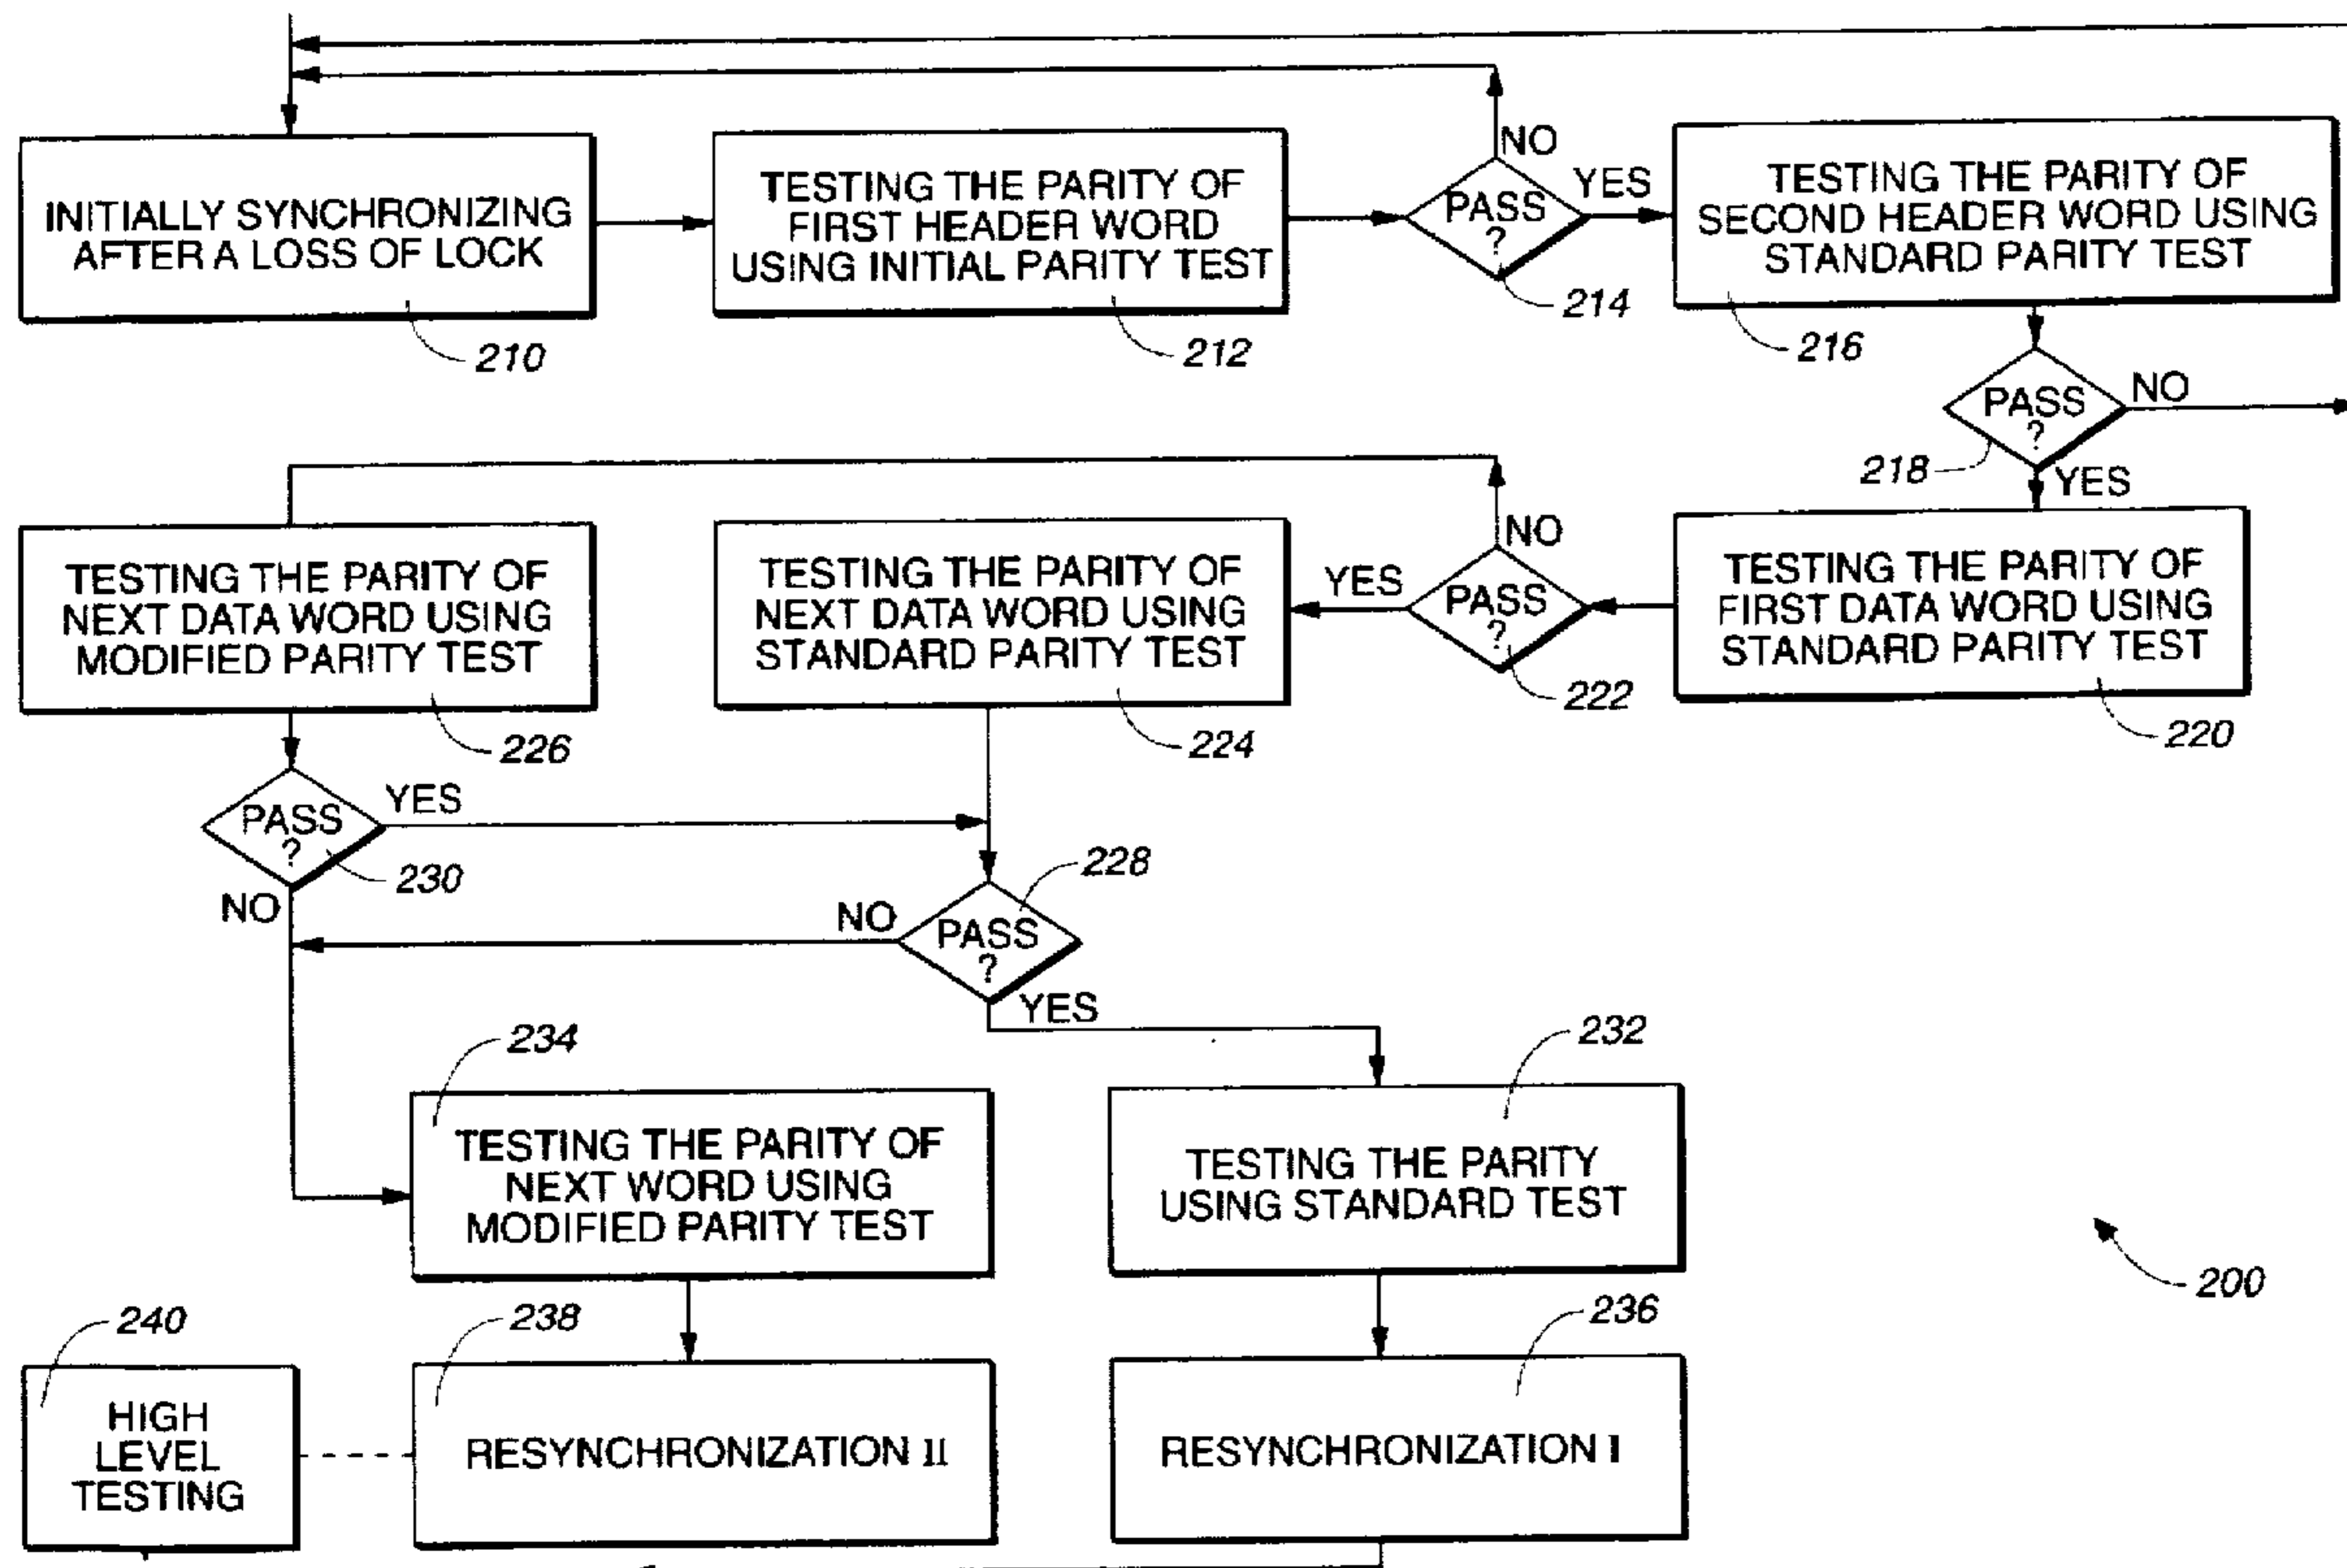 INITIALLY SYNCHRONIZING
AFTER A LOSS OF LOCK
210
TESTING THE PARITY OF
FIRST HEADER WORD
USING INITIAL PARITY TEST
212
NO
PASS
?
YES
214
TESTING THE PARITY OF
SECOND HEADER WORD USING
STANDARD PARITY TEST
216
PASS
?
NO
218
YES
TESTING THE PARITY OF
FIRST DATA WORD USING
STANDARD PARITY TEST
220
NO
PASS
?
YES
222
TESTING THE PARITY OF
NEXT DATA WORD USING
STANDARD PARITY TEST
224
TESTING THE PARITY OF
NEXT DATA WORD USING
MODIFIED PARITY TEST
226
PASS
?
YES
230
NO
228
NO
PASS
?
YES
234
TESTING THE PARITY OF
NEXT WORD USING
MODIFIED PARITY TEST
232
TESTING THE PARITY
USING STANDARD TEST
200
240
HIGH
LEVEL
TESTING
238
RESYNCHRONIZATION II
236
RESYNCHRONIZATION I